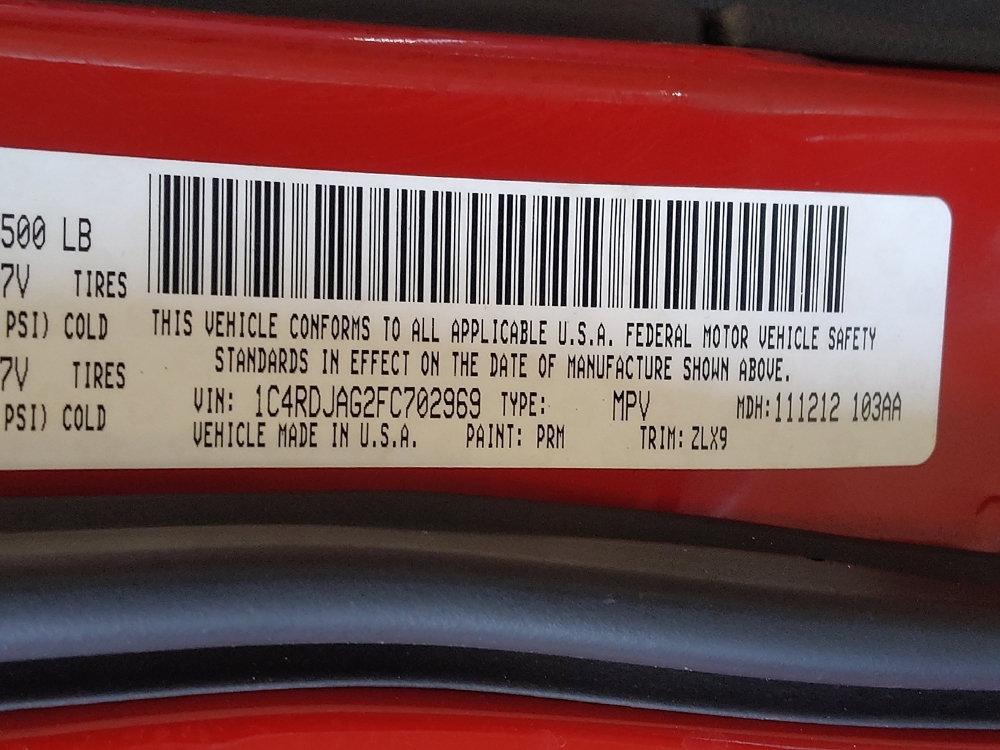 500 LB
7V TIRES
PSI) COLD
7V TIRES
PSI) COLD
THIS VEHICLE CONFORMS TO ALL APPLICABLE U.S.A. FEDERAL MOTOR VEHICLE SAFETY
STANDARDS IN EFFECT ON THE DATE OF MANUFACTURE SHOWN ABOVE.
VIN: 1C4RDJAG2FC702969 TYPE: MPV MDH:111212 103AA
VEHICLE MADE IN U.S.A. PAINT: PRM TRIM: ZLX9